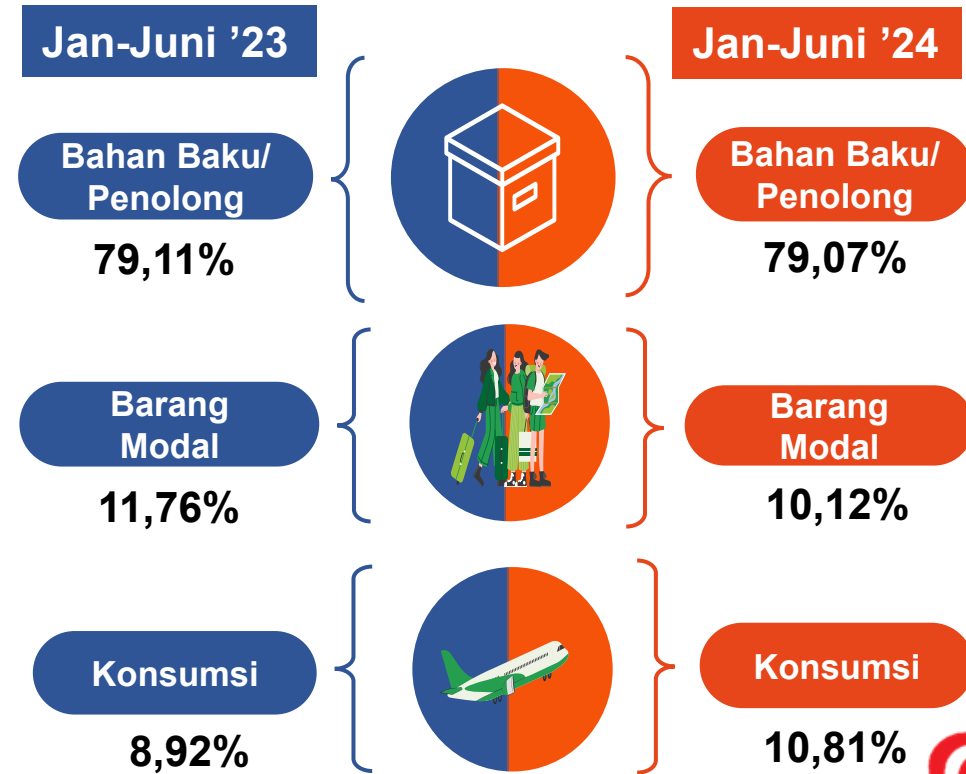 Jan-Juni ’23
Jan-Juni ’24
Bahan Baku/
Penolong
79,11%
Bahan Baku/
Penolong
79,07%
Barang
Modal
11,76%
Barang
Modal
10,12%
Konsumsi
8,92%
Konsumsi
10,81%